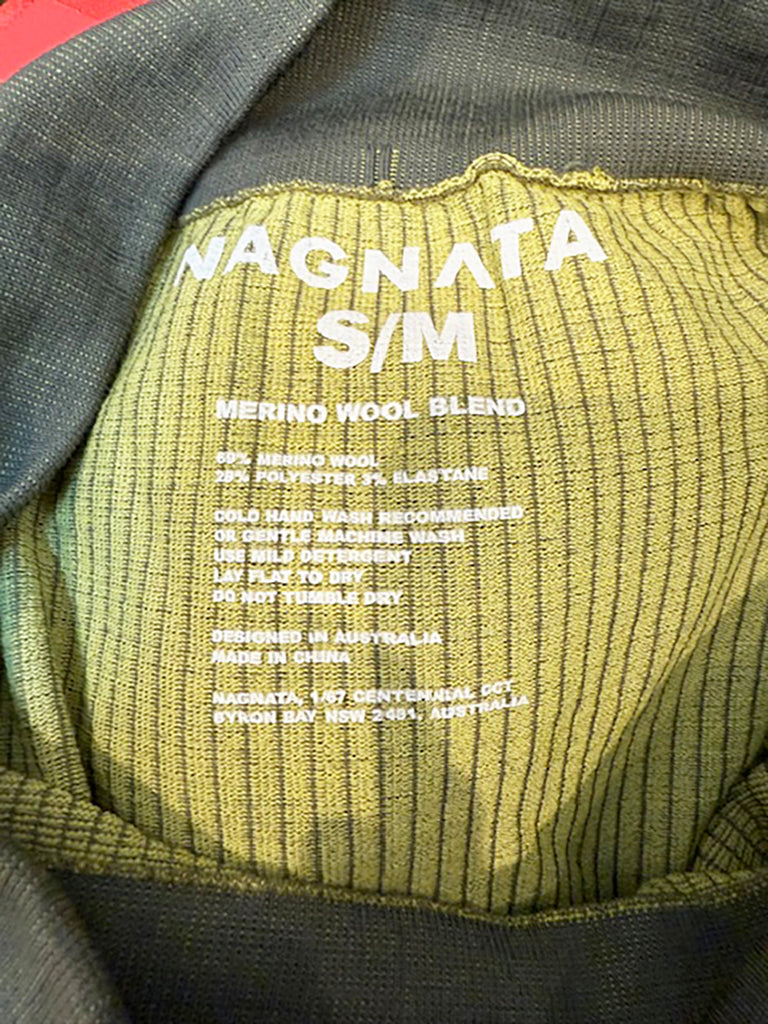 NAGNATA
S/M
MERINO WOOL BLEND
69% MERINO WOOL
28% POLYESTER 3% ELASTANE
COLD HAND WASH RECOMMENDED
OR GENTLE MACHINE WASH
USE MILD DETERGENT
LAY FLAT TO DRY
DO NOT TUMBLE DRY
DESIGNED IN AUSTRALIA
MADE IN CHINA
NAGNATA, 1/67 CENTENNIAL CCT
BYRON BAY NSW 2481, AUSTRALIA